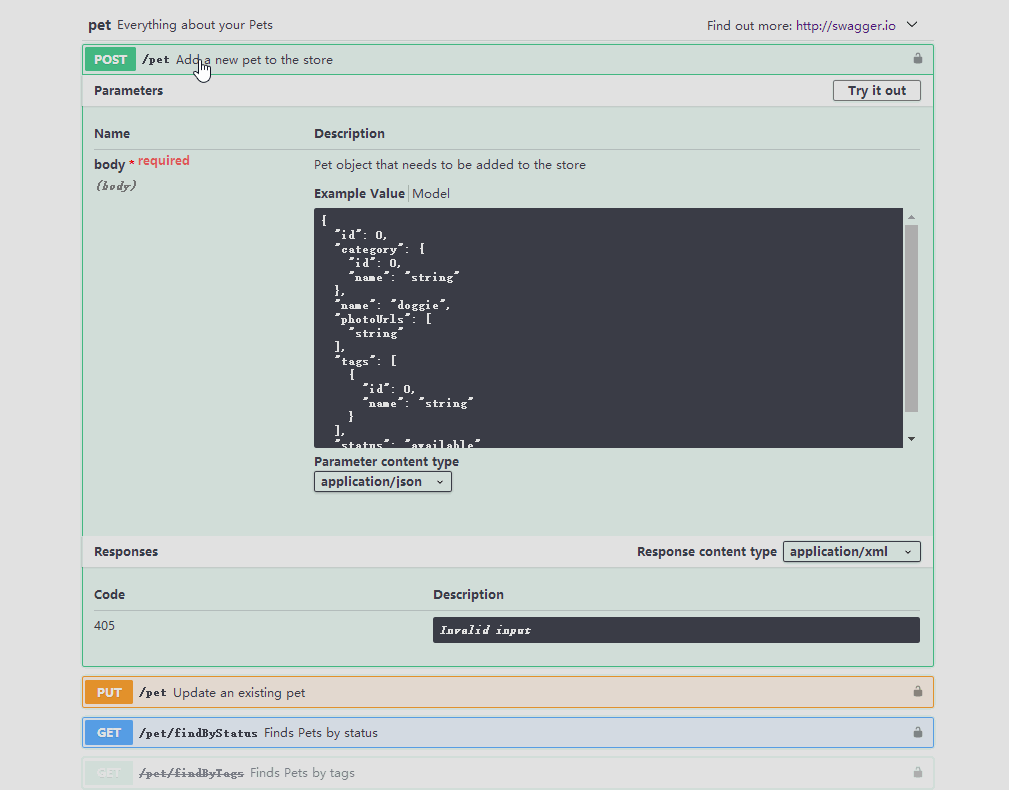 pet Everything about your Pets Find out more: http://swagger.io
POST /pet Add a new pet to the store
Parameters Try it out
Name Description
body * required Pet object that needs to be added to the store
(body)
Example Value Model
{
"id": 0,
"category": {
"id": 0,
"name": "string"
},
"name": "doggie",
"photoUrls": [
"string"
],
"tags": [
{
"id": 0,
"name": "string"
}
],
"status": "available"
Parameter content type
application/json
Responses Response content type application/xml
Code Description
405 Invalid input
PUT /pet Update an existing pet
GET /pet/findByStatus Finds Pets by status
GET /pet/findByTags Finds Pets by tags